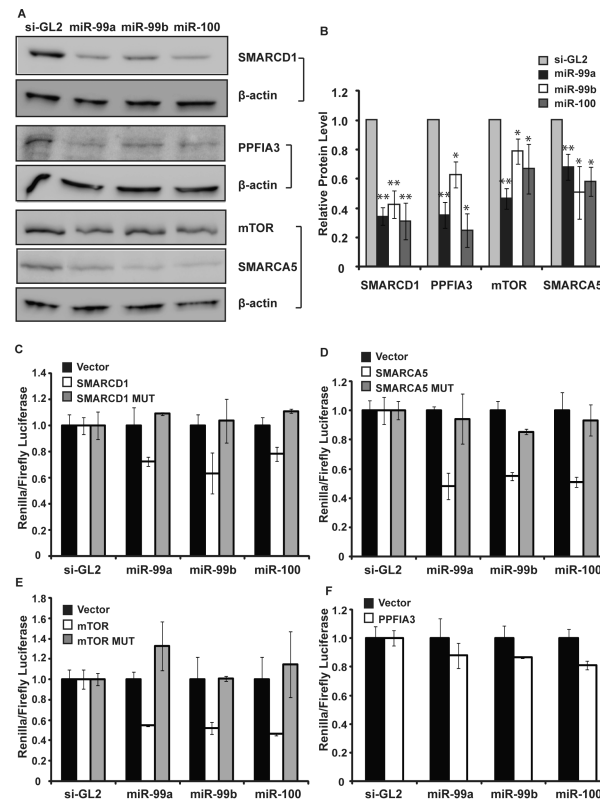 A
si-GL2 miR-99a miR-99b miR-100
SMARCD1
β-actin
PPFIA3
β-actin
mTOR
SMARCA5
β-actin
B
si-GL2
miR-99a
miR-99b
miR-100
Relative Protein Level
1.2
1.0
0.8
0.6
0.4
0.2
0
** ** ** ** * * ** * * ** * *
SMARCD1 PPFIA3 mTOR SMARCA5
C
Vector
SMARCD1
SMARCD1 MUT
Renilla/Firefly Luciferase
1.4
1.2
1.0
0.8
0.6
0.4
0.2
0
si-GL2 miR-99a miR-99b miR-100
D
Vector
SMARCA5
SMARCA5 MUT
Renilla/Firefly Luciferase
1.2
1.0
0.8
0.6
0.4
0.2
0
si-GL2 miR-99a miR-99b miR-100
E
Vector
mTOR
mTOR MUT
Renilla/Firefly Luciferase
1.8
1.6
1.4
1.2
1.0
0.8
0.6
0.4
0.2
0
si-GL2 miR-99a miR-99b miR-100
F
Vector
PPFIA3
Renilla/Firefly Luciferase
1.2
1.0
0.8
0.6
0.4
0.2
0
si-GL2 miR-99a miR-99b miR-100